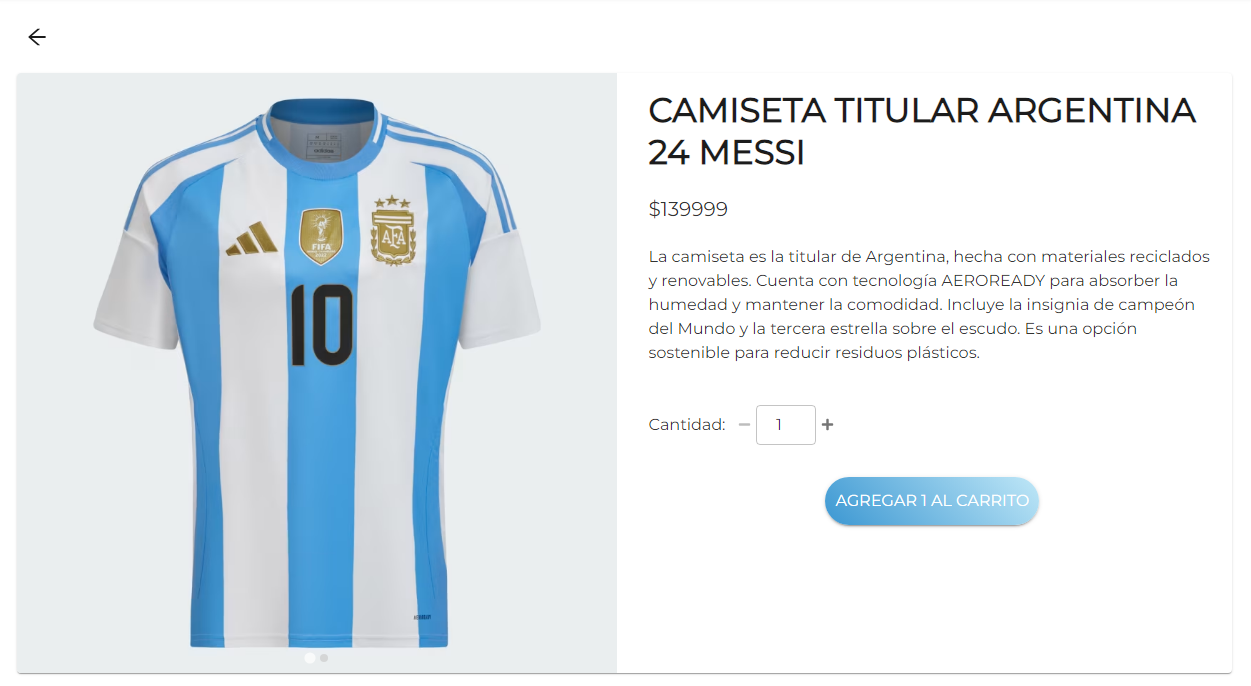 CAMISETA TITULAR ARGENTINA
24 MESSI
$139999
La camiseta es la titular de Argentina, hecha con materiales reciclados
y renovables. Cuenta con tecnología AEROREADY para absorber la
humedad y mantener la comodidad. Incluye la insignia de campeón
del Mundo y la tercera estrella sobre el escudo. Es una opción
sostenible para reducir residuos plásticos.
Cantidad: 1
AGREGAR 1 AL CARRITO
FIFA
AFA
10